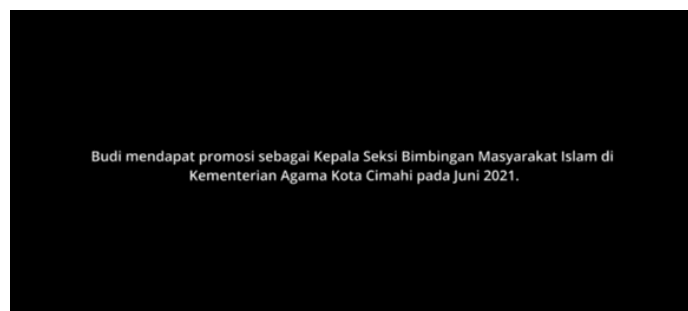 Budi mendapat promosi sebagai Kepala Seksi Bimbingan Masyarakat Islam di
Kementerian Agama Kota Cimahi pada Juni 2021.